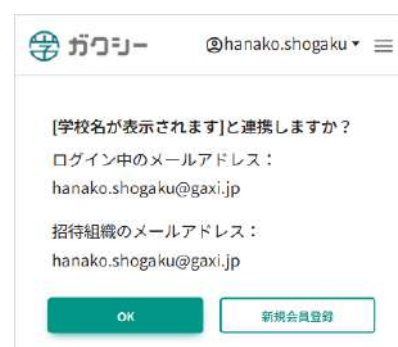 学 ガクシー hanako.shogaku
[学校名が表示されます]と連携しますか？
ログイン中のメールアドレス：
hanako.shogaku@gaxi.jp
招待組織のメールアドレス：
hanako.shogaku@gaxi.jp
OK 新規会員登録